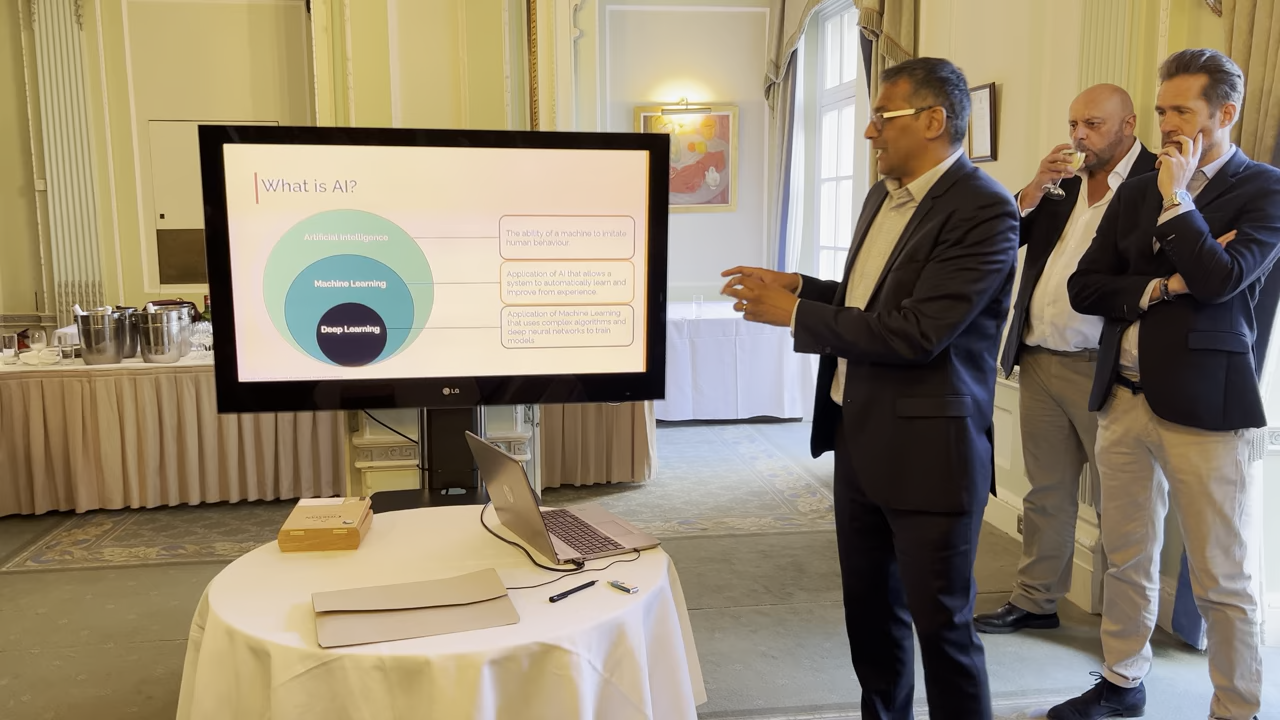 What is AI?
Artificial Intelligence
The ability of a machine to imitate
human behaviour.
Machine Learning
Application of AI that allows a
system to automatically learn and
improve from experience.
Deep Learning
Application of Machine Learning
that uses complex algorithms and
deep neural networks to train
models.
LG